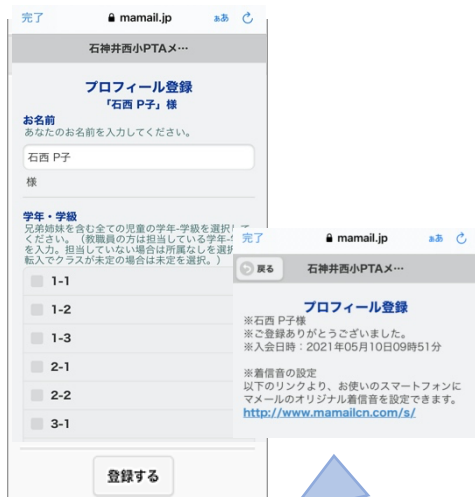 完了
mamail.jp
ああ
石神井西小PTAメ…
プロフィール登録
「石西 P子」様
お名前
あなたのお名前を入力してください。
石西 P子
様
学年・学級
兄弟姉妹を含む全ての児童の学年-学級を選択して
ください。（教職員の方は担当している学年-学
を入力。担当していない場合は所属なしを選択
転入でクラスが未定の場合は未定を選択。）
1-1
1-2
1-3
2-1
2-2
3-1
登録する
完了
mamail.jp
ああ
戻る
石神井西小PTAメ…
プロフィール登録
※石西 P子様
※ご登録ありがとうございました。
※入会日時：2021年05月10日09時51分
※着信音の設定
以下のリンクより、お使いのスマートフォンに
マメールのオリジナル着信音を設定できます。
http://www.mamailcn.com/s/